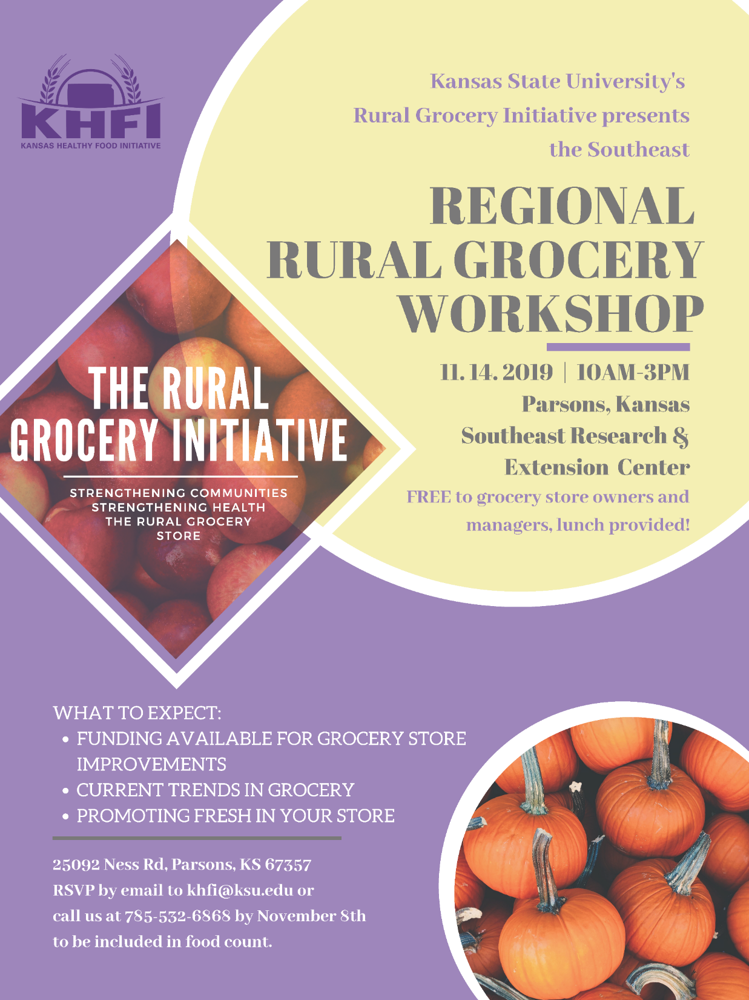 KHFI
KANSAS HEALTHY FOOD INITIATIVE
Kansas State University's
Rural Grocery Initiative presents
the Southeast
REGIONAL
RURAL GROCERY
WORKSHOP
11. 14. 2019 | 10AM-3PM
Parsons, Kansas
Southeast Research &
Extension Center
FREE to grocery store owners and
managers, lunch provided!
THE RURAL
GROCERY INITIATIVE
STRENGTHENING COMMUNITIES
STRENGTHENING HEALTH
THE RURAL GROCERY
STORE
WHAT TO EXPECT:
• FUNDING AVAILABLE FOR GROCERY STORE
IMPROVEMENTS
• CURRENT TRENDS IN GROCERY
• PROMOTING FRESH IN YOUR STORE
25092 Ness Rd, Parsons, KS 67357
RSVP by email to khfi@ksu.edu or
call us at 785-532-6868 by November 8th
to be included in food count.